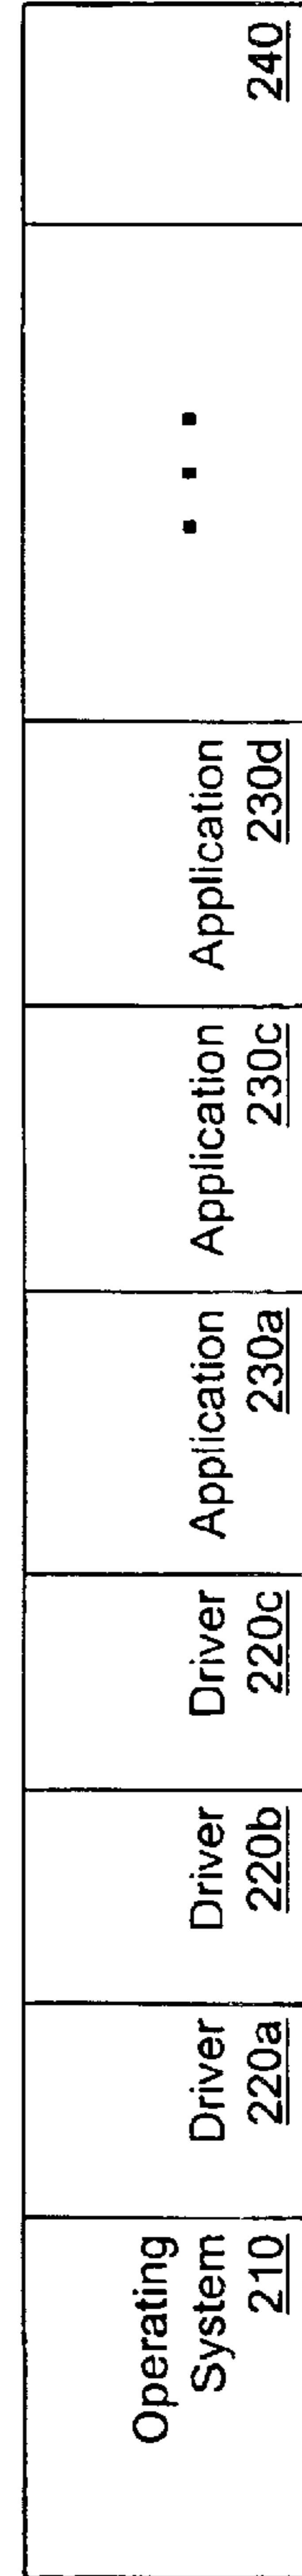 Operating
System
210
Driver
220a
Driver
220b
Driver
220c
Application
230a
Application
230c
Application
230d
...
240